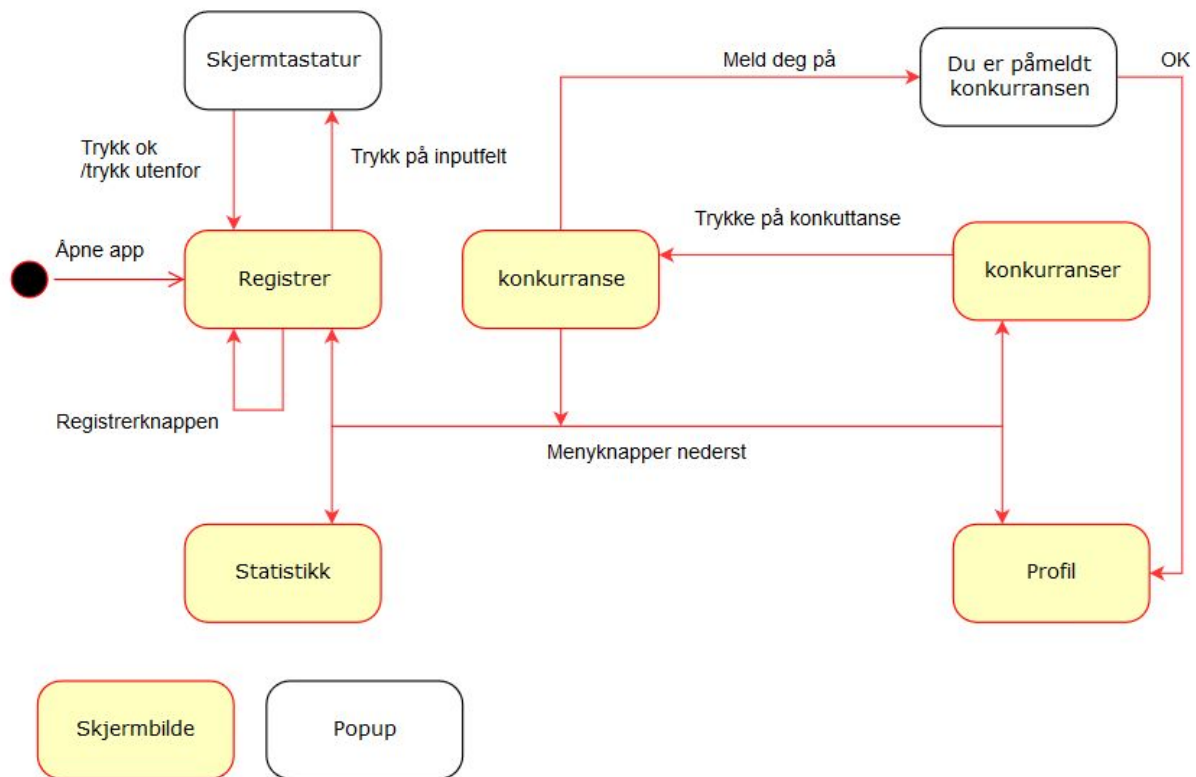 Skjermtastatur
Meld deg på
Du er påmeldt
konkurransen
OK
Trykk ok
/trykk utenfor
Trykk på inputfelt
Trykke på konkuttanse
Åpne app
Registrer
konkurranse
konkurranser
Registrerknappen
Menyknapper nederst
Statistikk
Profil
Skjermbilde
Popup